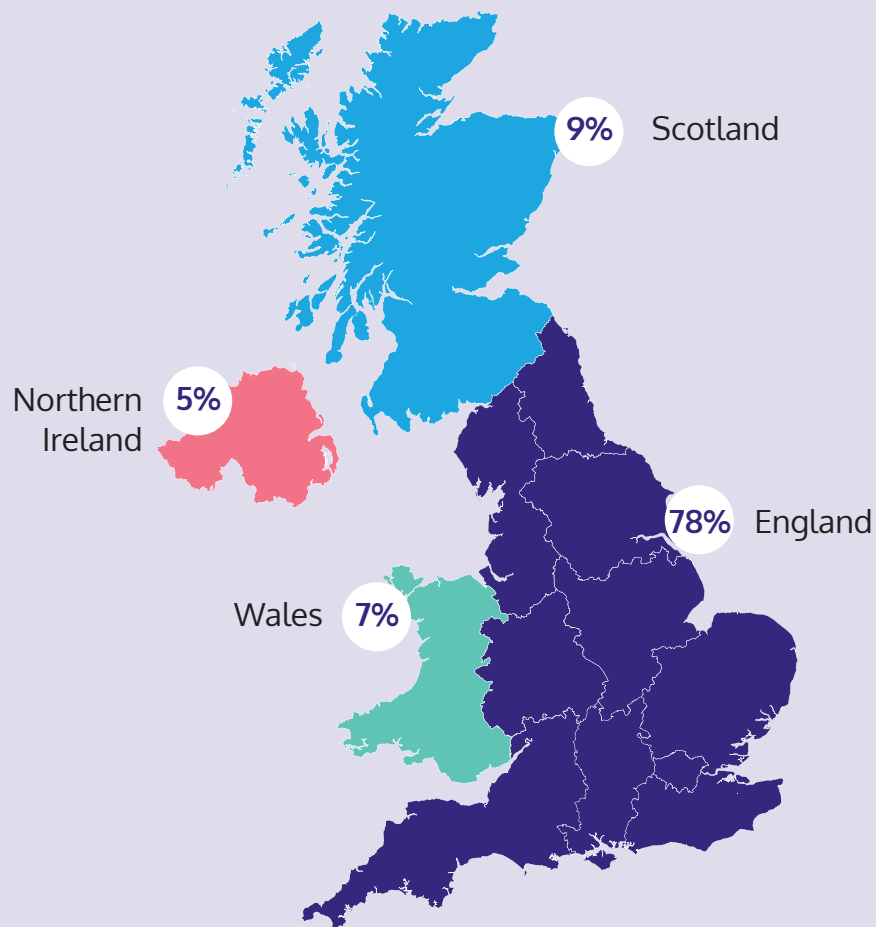 9% Scotland
Northern
Ireland
5%
78% England
Wales 7%